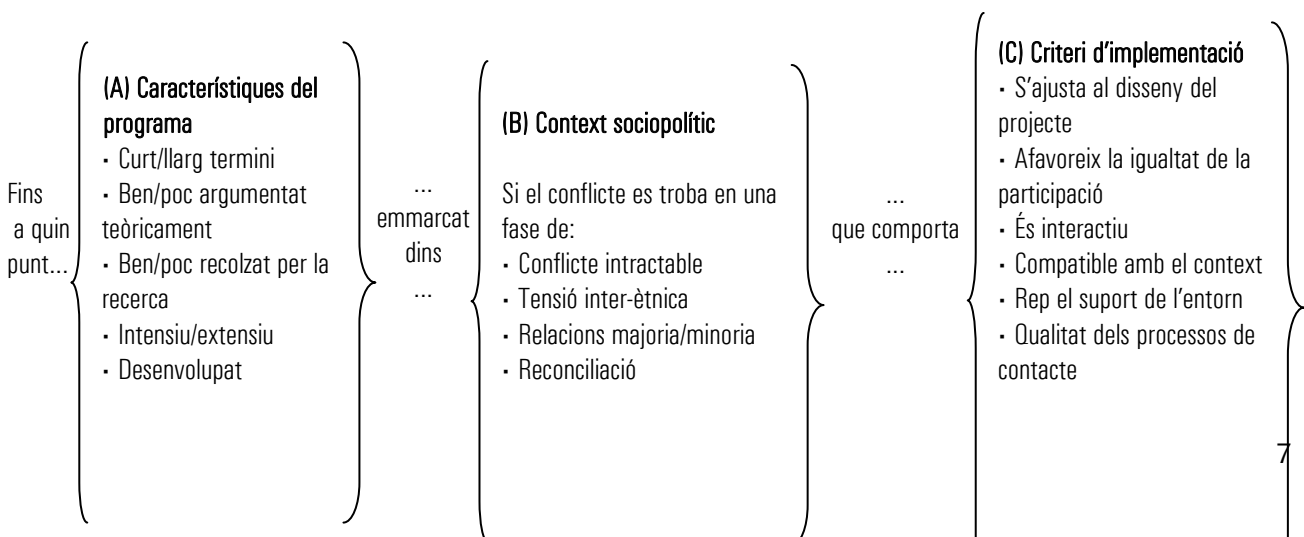 Fins
a quin
punt...
(A) Característiques del
programa
· Curt/llarg termini
· Ben/poc argumentat
teòricament
· Ben/poc recolzat per la
recerca
· Intensiu/extensiu
· Desenvolupat
...
emmarcat
dins
...
(B) Context sociopolític
Si el conflicte es troba en una
fase de:
· Conflicte intractable
· Tensió inter-ètnica
· Relacions majoria/minoria
· Reconciliació
...
que comporta
...
(C) Criteri d'implementació
· S'ajusta al disseny del
projecte
· Afavoreix la igualtat de la
participació
· És interactiu
· Compatible amb el context
· Rep el suport de l'entorn
· Qualitat dels processos de
contacte
7